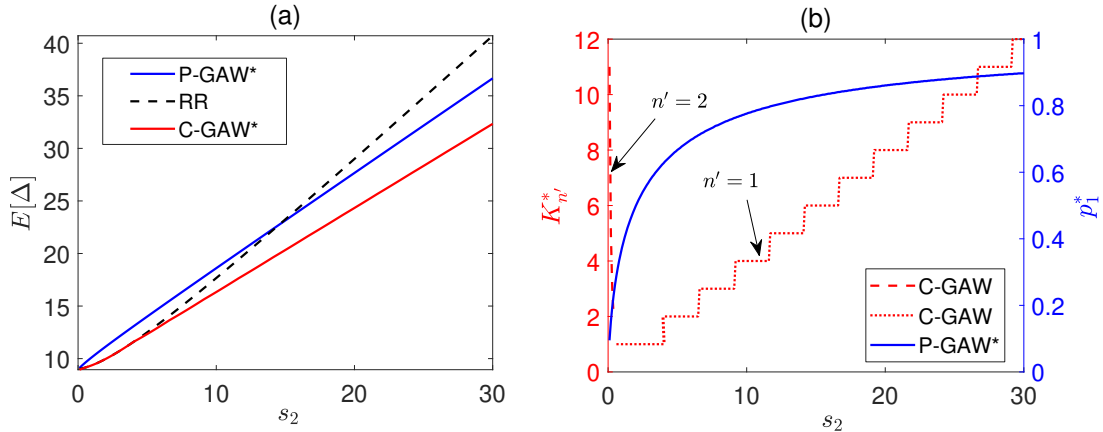 (a)
E[Δ]
40
35
30
25
20
15
10
P-GAW*
RR
C-GAW*
0 10 20 30
s₂
(b)
K*ₙ′
12
10
8
6
4
2
0
n′ = 2
n′ = 1
C-GAW
C-GAW
P-GAW*
1
0.8
0.6
0.4
0.2
0
p₁*
0 10 20 30
s₂